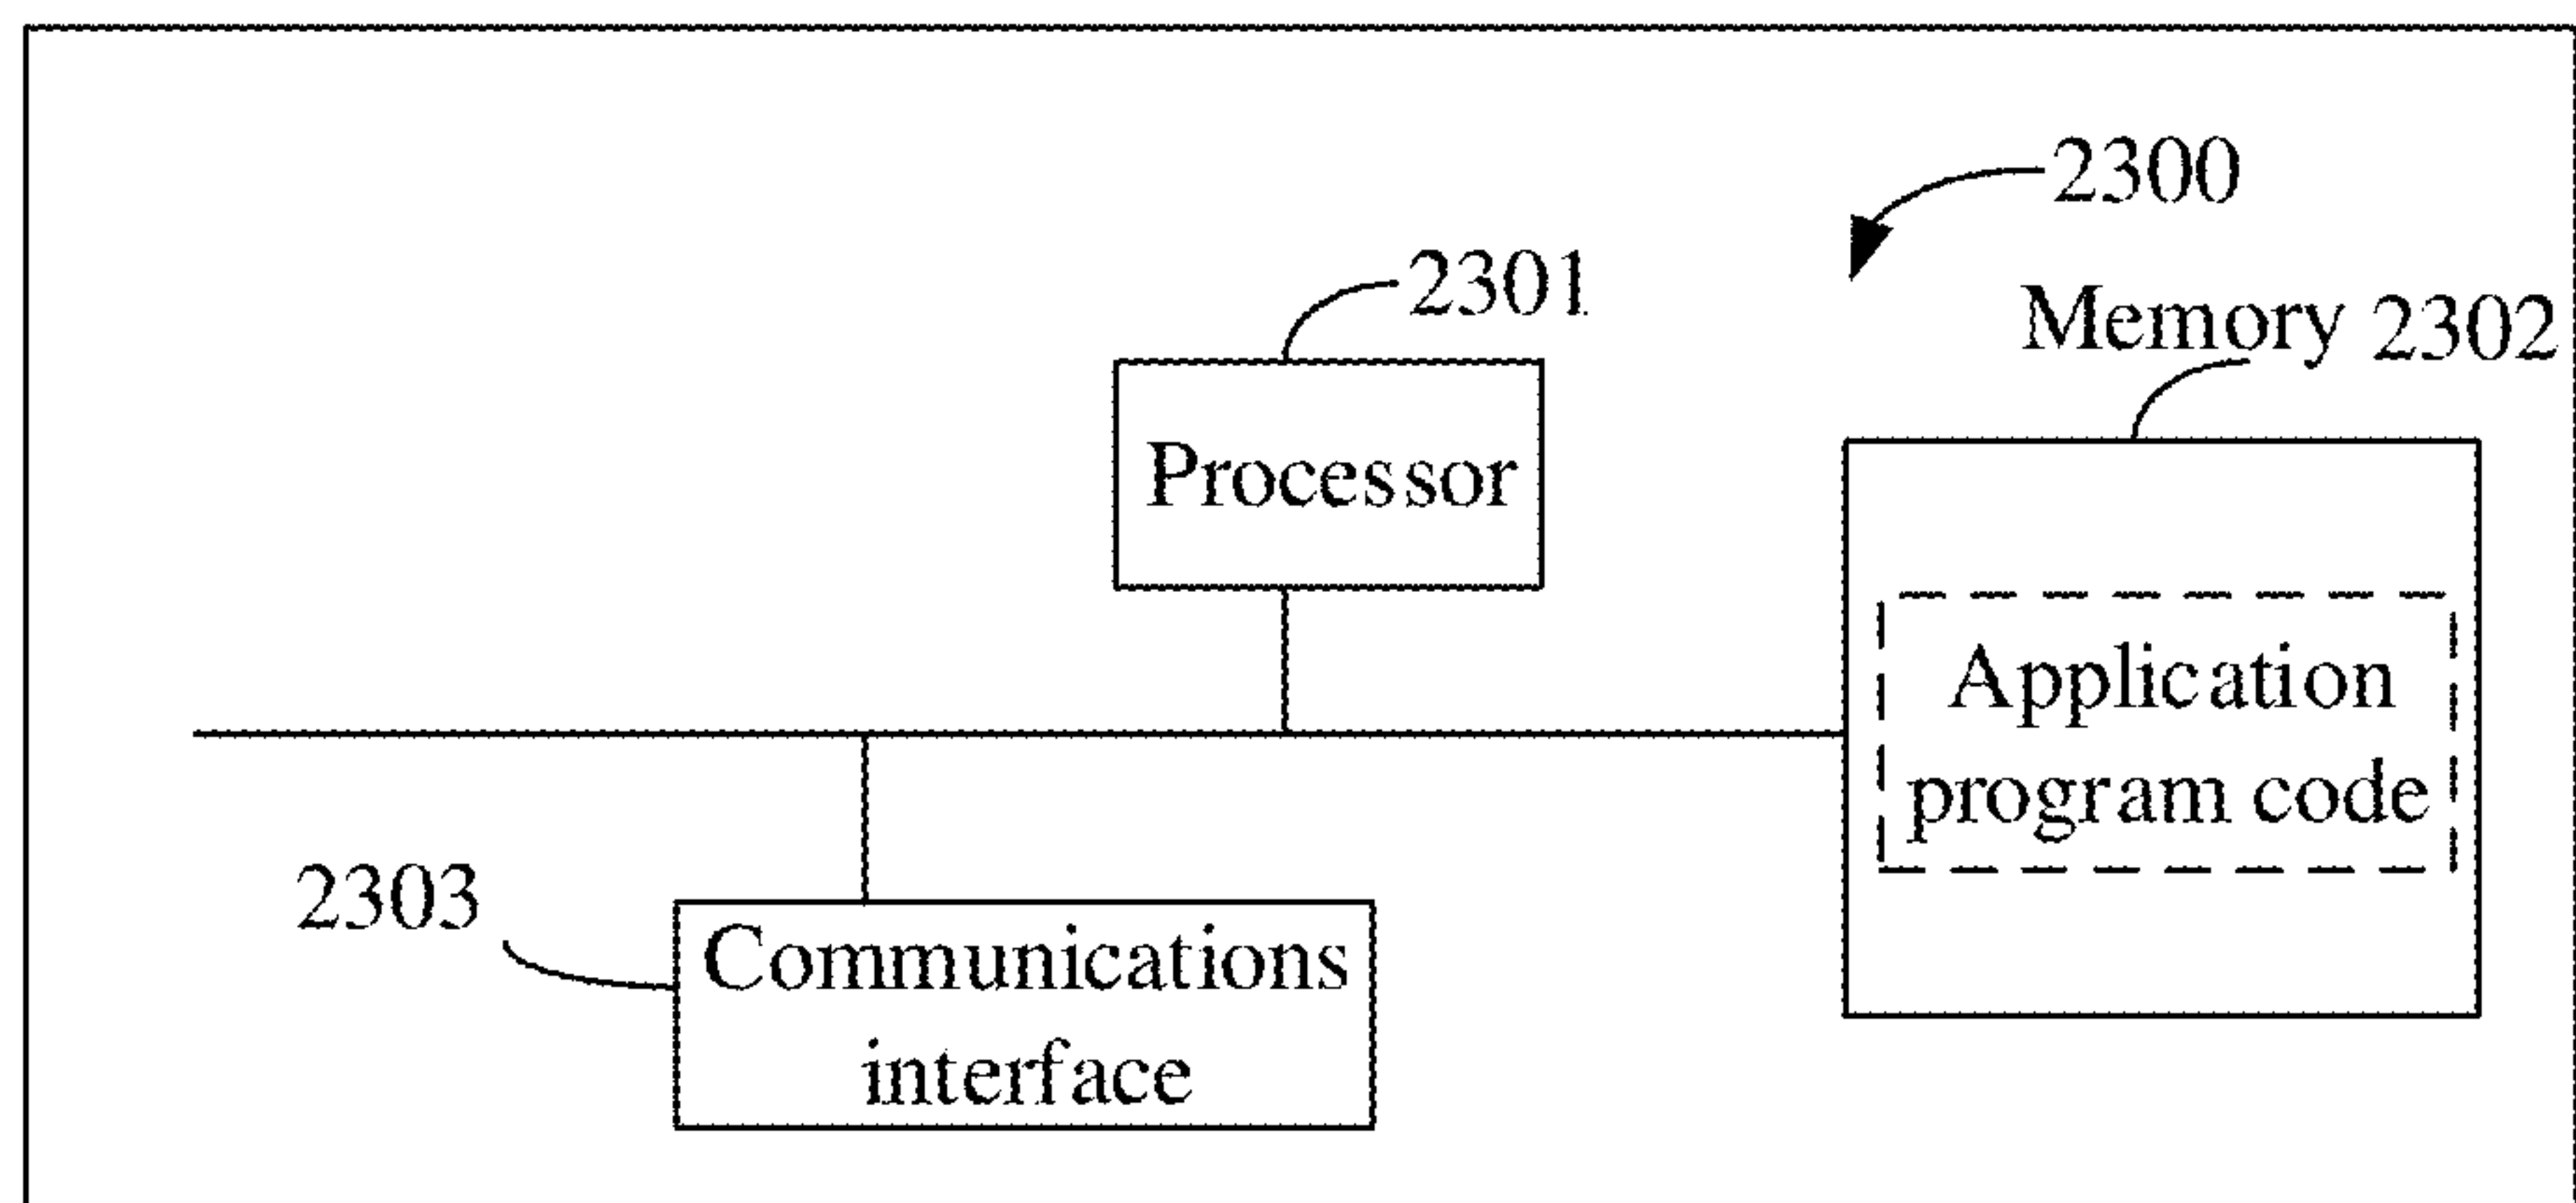 2300
2301
Memory 2302
Processor
Application
program code
2303
Communications
interface